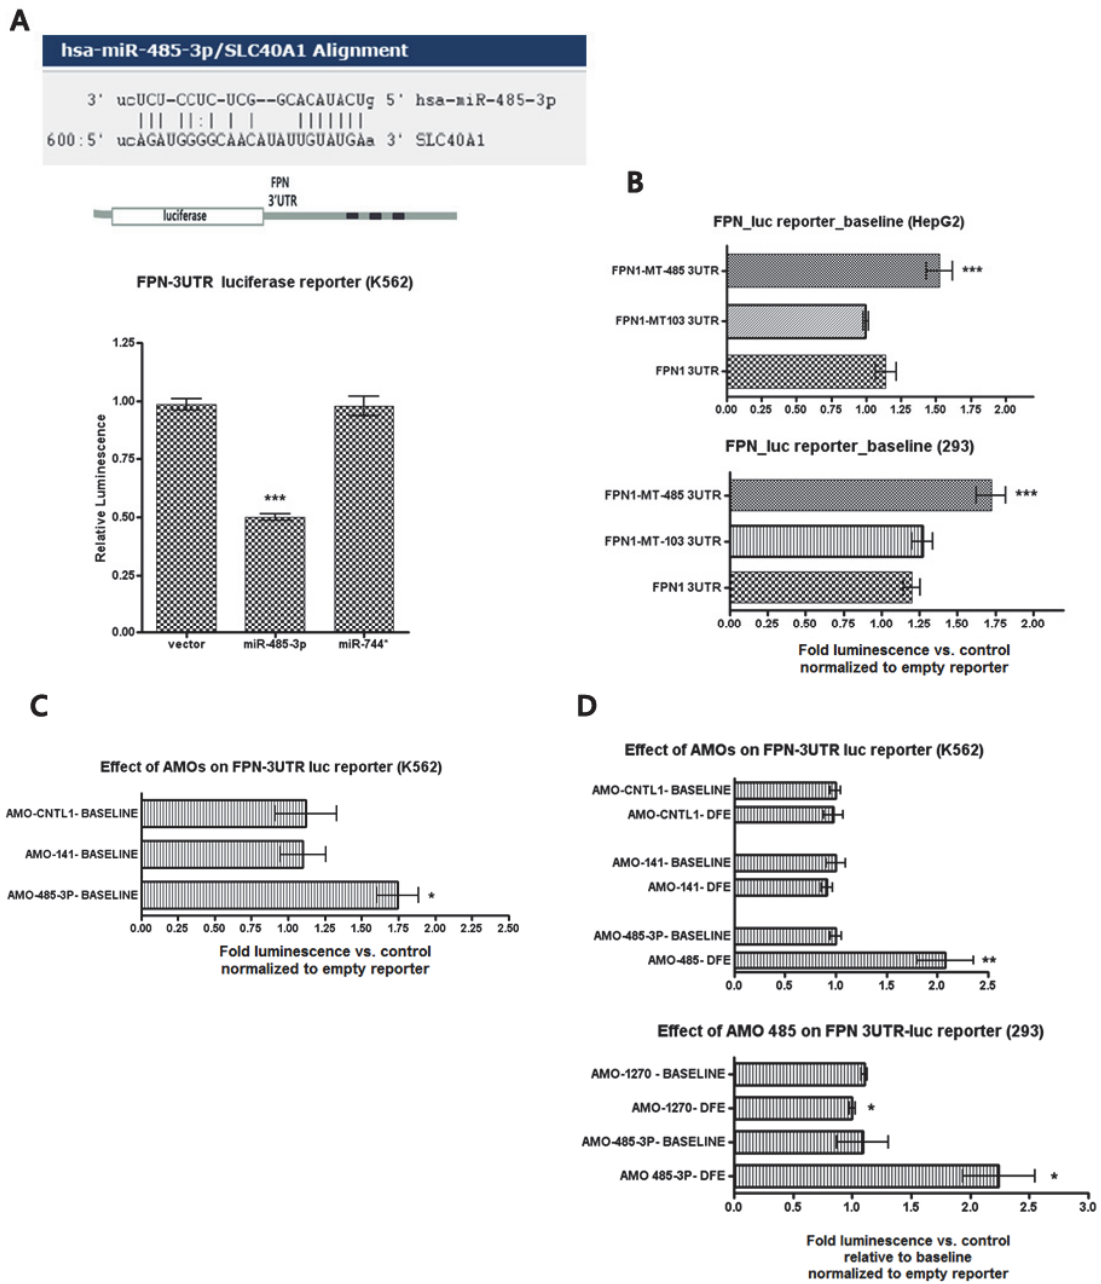 A
hsa-miR-485-3p/SLC40A1 Alignment
3' ucUCU-CCUC-UCG--GCACAUACUg 5' hsa-miR-485-3p
||| ||:| | | |||||||
600:5' ucAGAUGGGGCAACAUAUUGUAUGAa 3' SLC40A1
FPN
3'UTR
luciferase
FPN-3UTR luciferase reporter (K562)
Relative Luminescence
1.25
1.00
0.75
0.50
0.25
0.00
***
vector miR-485-3p miR-744*
B
FPN_luc reporter_baseline (HepG2)
FPN1-MT-485 3UTR
***
FPN1-MT103 3UTR
FPN1 3UTR
0.00 0.25 0.50 0.75 1.00 1.25 1.50 1.75 2.00
FPN_luc reporter_baseline (293)
FPN1-MT-485 3UTR
***
FPN1-MT-103 3UTR
FPN1 3UTR
0.00 0.25 0.50 0.75 1.00 1.25 1.50 1.75 2.00
Fold luminescence vs. control
normalized to empty reporter
C
Effect of AMOs on FPN-3UTR luc reporter (K562)
AMO-CNTL1- BASELINE
AMO-141- BASELINE
AMO-485-3P- BASELINE
*
0.00 0.25 0.50 0.75 1.00 1.25 1.50 1.75 2.00 2.25 2.50
Fold luminescence vs. control
normalized to empty reporter
D
Effect of AMOs on FPN-3UTR luc reporter (K562)
AMO-CNTL1- BASELINE
AMO-CNTL1- DFE
AMO-141- BASELINE
AMO-141- DFE
AMO-485-3P- BASELINE
AMO-485- DFE
**
0.0 0.5 1.0 1.5 2.0 2.5
Effect of AMO 485 on FPN 3UTR-luc reporter (293)
AMO-1270 - BASELINE
AMO-1270- DFE
*
AMO-485-3P- BASELINE
AMO 485-3P- DFE
*
0.0 0.5 1.0 1.5 2.0 2.5 3.0
Fold luminescence vs. control
relative to baseline
normalized to empty reporter